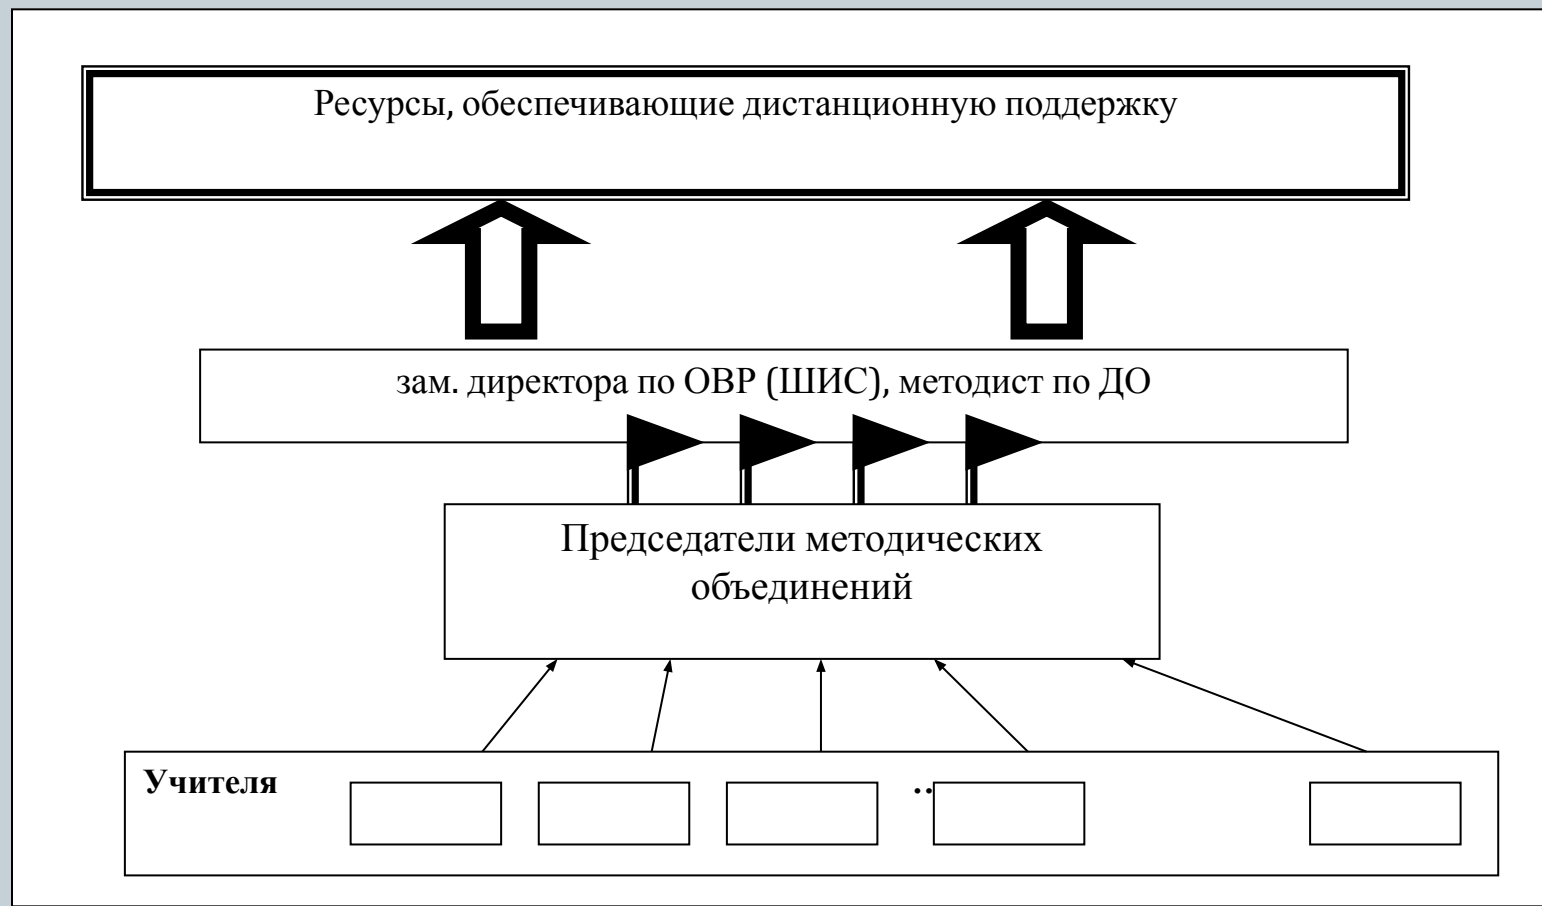 Ресурсы, обеспечивающие дистанционную поддержку
зам. директора по ОВР (ШИС), методист по ДО
Председатели методических
объединений
Учителя
..